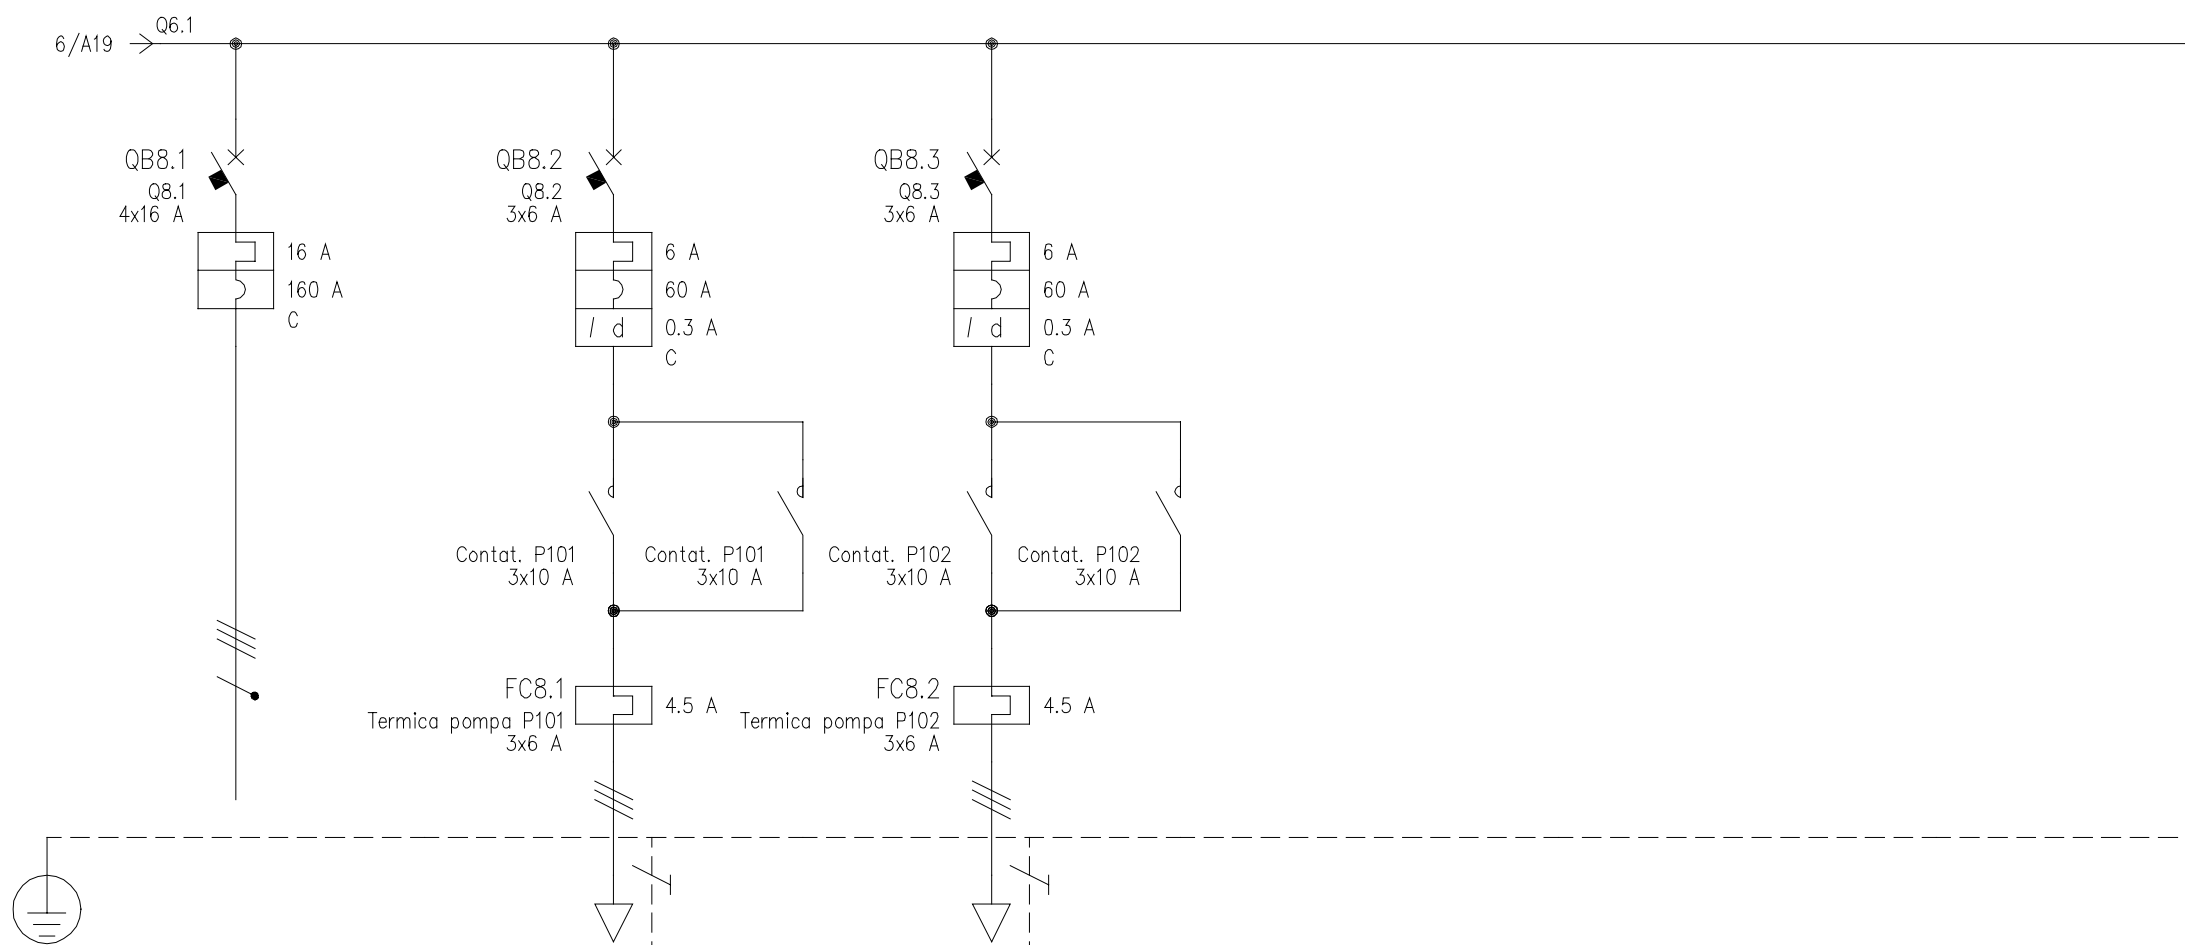 Q6.1
6/A19
QB8.1
Q8.1
4x16 A
16 A
160 A
C
QB8.2
Q8.2
3x6 A
6 A
60 A
I d
0.3 A
C
QB8.3
Q8.3
3x6 A
6 A
60 A
I d
0.3 A
C
Contat. P101
3x10 A
Contat. P101
3x10 A
Contat. P102
3x10 A
Contat. P102
3x10 A
FC8.1
Termica pompa P101
3x6 A
4.5 A
FC8.2
Termica pompa P102
3x6 A
4.5 A